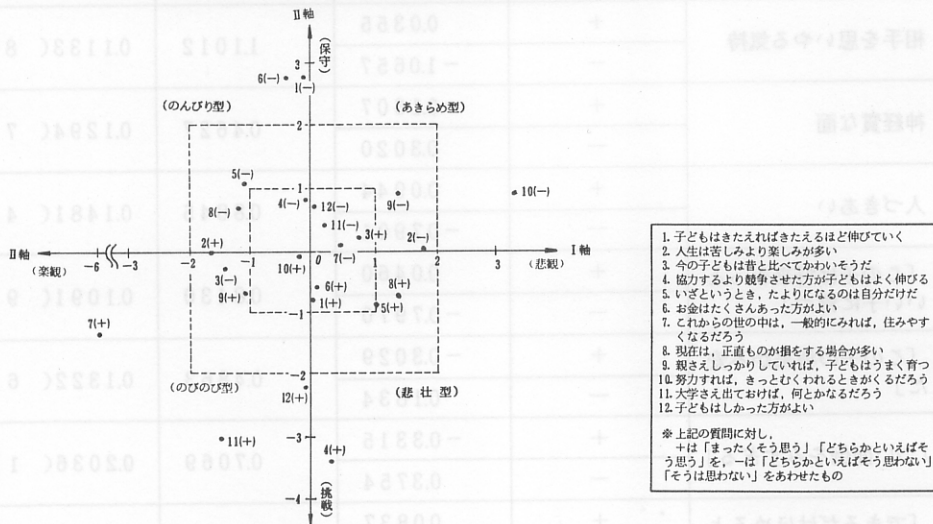 II軸
(保守)
3
6(−)
1(−)
(のんびり型)
(あきらめ型)
2
5(−)
1
10(−)
9(−)
4(−)
12(−)
8(−)
11(−)
3(+)
2(+)
7(−)
2(−)
II軸
I軸
(楽観)
(悲観)
−6
−2
−1
0
1
2
3
10(+)
3(−)
9(+)
6(+)
8(+)
1(+)
5(+)
−1
7(+)
−2
(のびのび型)
(悲壮型)
12(+)
11(+)
−3
4(+)
(挑戦)
−4
1. 子どもはきたえればきたえるほど伸びていく
2. 人生は苦しみより楽しみが多い
3. 今の子どもは昔と比べてかわいそうだ
4. 協力するより競争させた方が子どもはよく伸びる
5. いざというとき，たよりになるのは自分だけだ
6. お金はたくさんあった方がよい
7. これからの世の中は，一般的にみれば，住みやす
くなるだろう
8. 現在は，正直ものが損をする場合が多い
9. 親さえしっかりしていれば，子どもはうまく育つ
10. 努力すれば，きっとむくわれるときがくるだろう
11. 大学さえ出ておけば，何とかなるだろう
12. 子どもはしかった方がよい
※ 上記の質問に対し，
+は「まったくそう思う」「どちらかといえばそ
う思う」を，−は「どちらかといえばそう思わない」
「そうは思わない」をあわせたもの